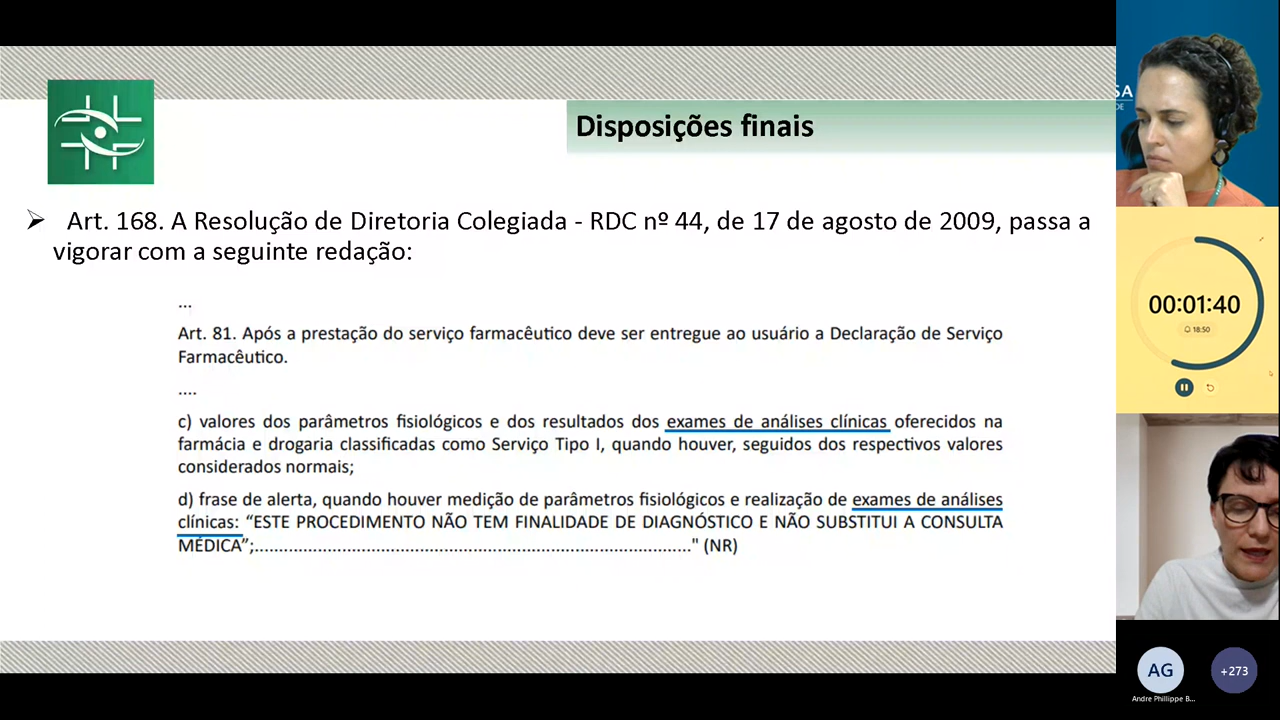 Disposições finais
Art. 168. A Resolução de Diretoria Colegiada - RDC nº 44, de 17 de agosto de 2009, passa a
vigorar com a seguinte redação:
...
Art. 81. Após a prestação do serviço farmacêutico deve ser entregue ao usuário a Declaração de Serviço
Farmacêutico.
....
c) valores dos parâmetros fisiológicos e dos resultados dos exames de análises clínicas oferecidos na
farmácia e drogaria classificadas como Serviço Tipo I, quando houver, seguidos dos respectivos valores
considerados normais;
d) frase de alerta, quando houver medição de parâmetros fisiológicos e realização de exames de análises
clínicas: “ESTE PROCEDIMENTO NÃO TEM FINALIDADE DE DIAGNÓSTICO E NÃO SUBSTITUI A CONSULTA
MÉDICA”;....................................................................................." (NR)
SA
DE
00:01:40
18:50
AG
+273
Andre Phillippe B...